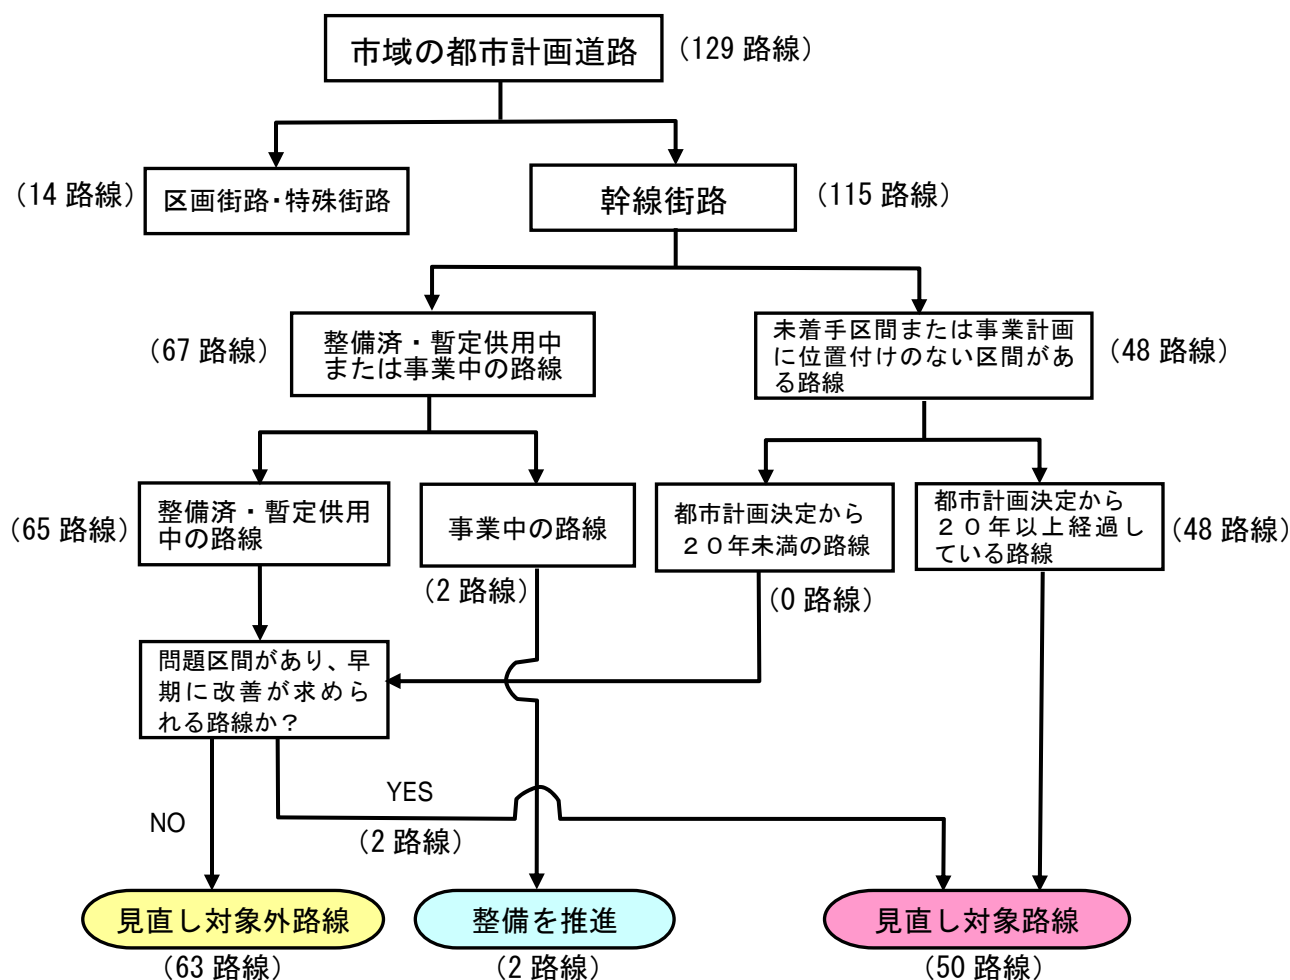 市域の都市計画道路
（129 路線）
（14 路線）
区画街路・特殊街路
幹線街路
（115 路線）
（67 路線）
整備済・暫定供用中
または事業中の路線
未着手区間または事業計画
に位置付けのない区間があ
る路線
（48 路線）
（65 路線）
整備済・暫定供用
中の路線
事業中の路線
（2 路線）
都市計画決定から
２０年未満の路線
（0 路線）
都市計画決定から
２０年以上経過し
ている路線
（48 路線）
問題区間があり、早
期に改善が求めら
れる路線か？
NO
YES
（2 路線）
見直し対象外路線
（63 路線）
整備を推進
（2 路線）
見直し対象路線
（50 路線）